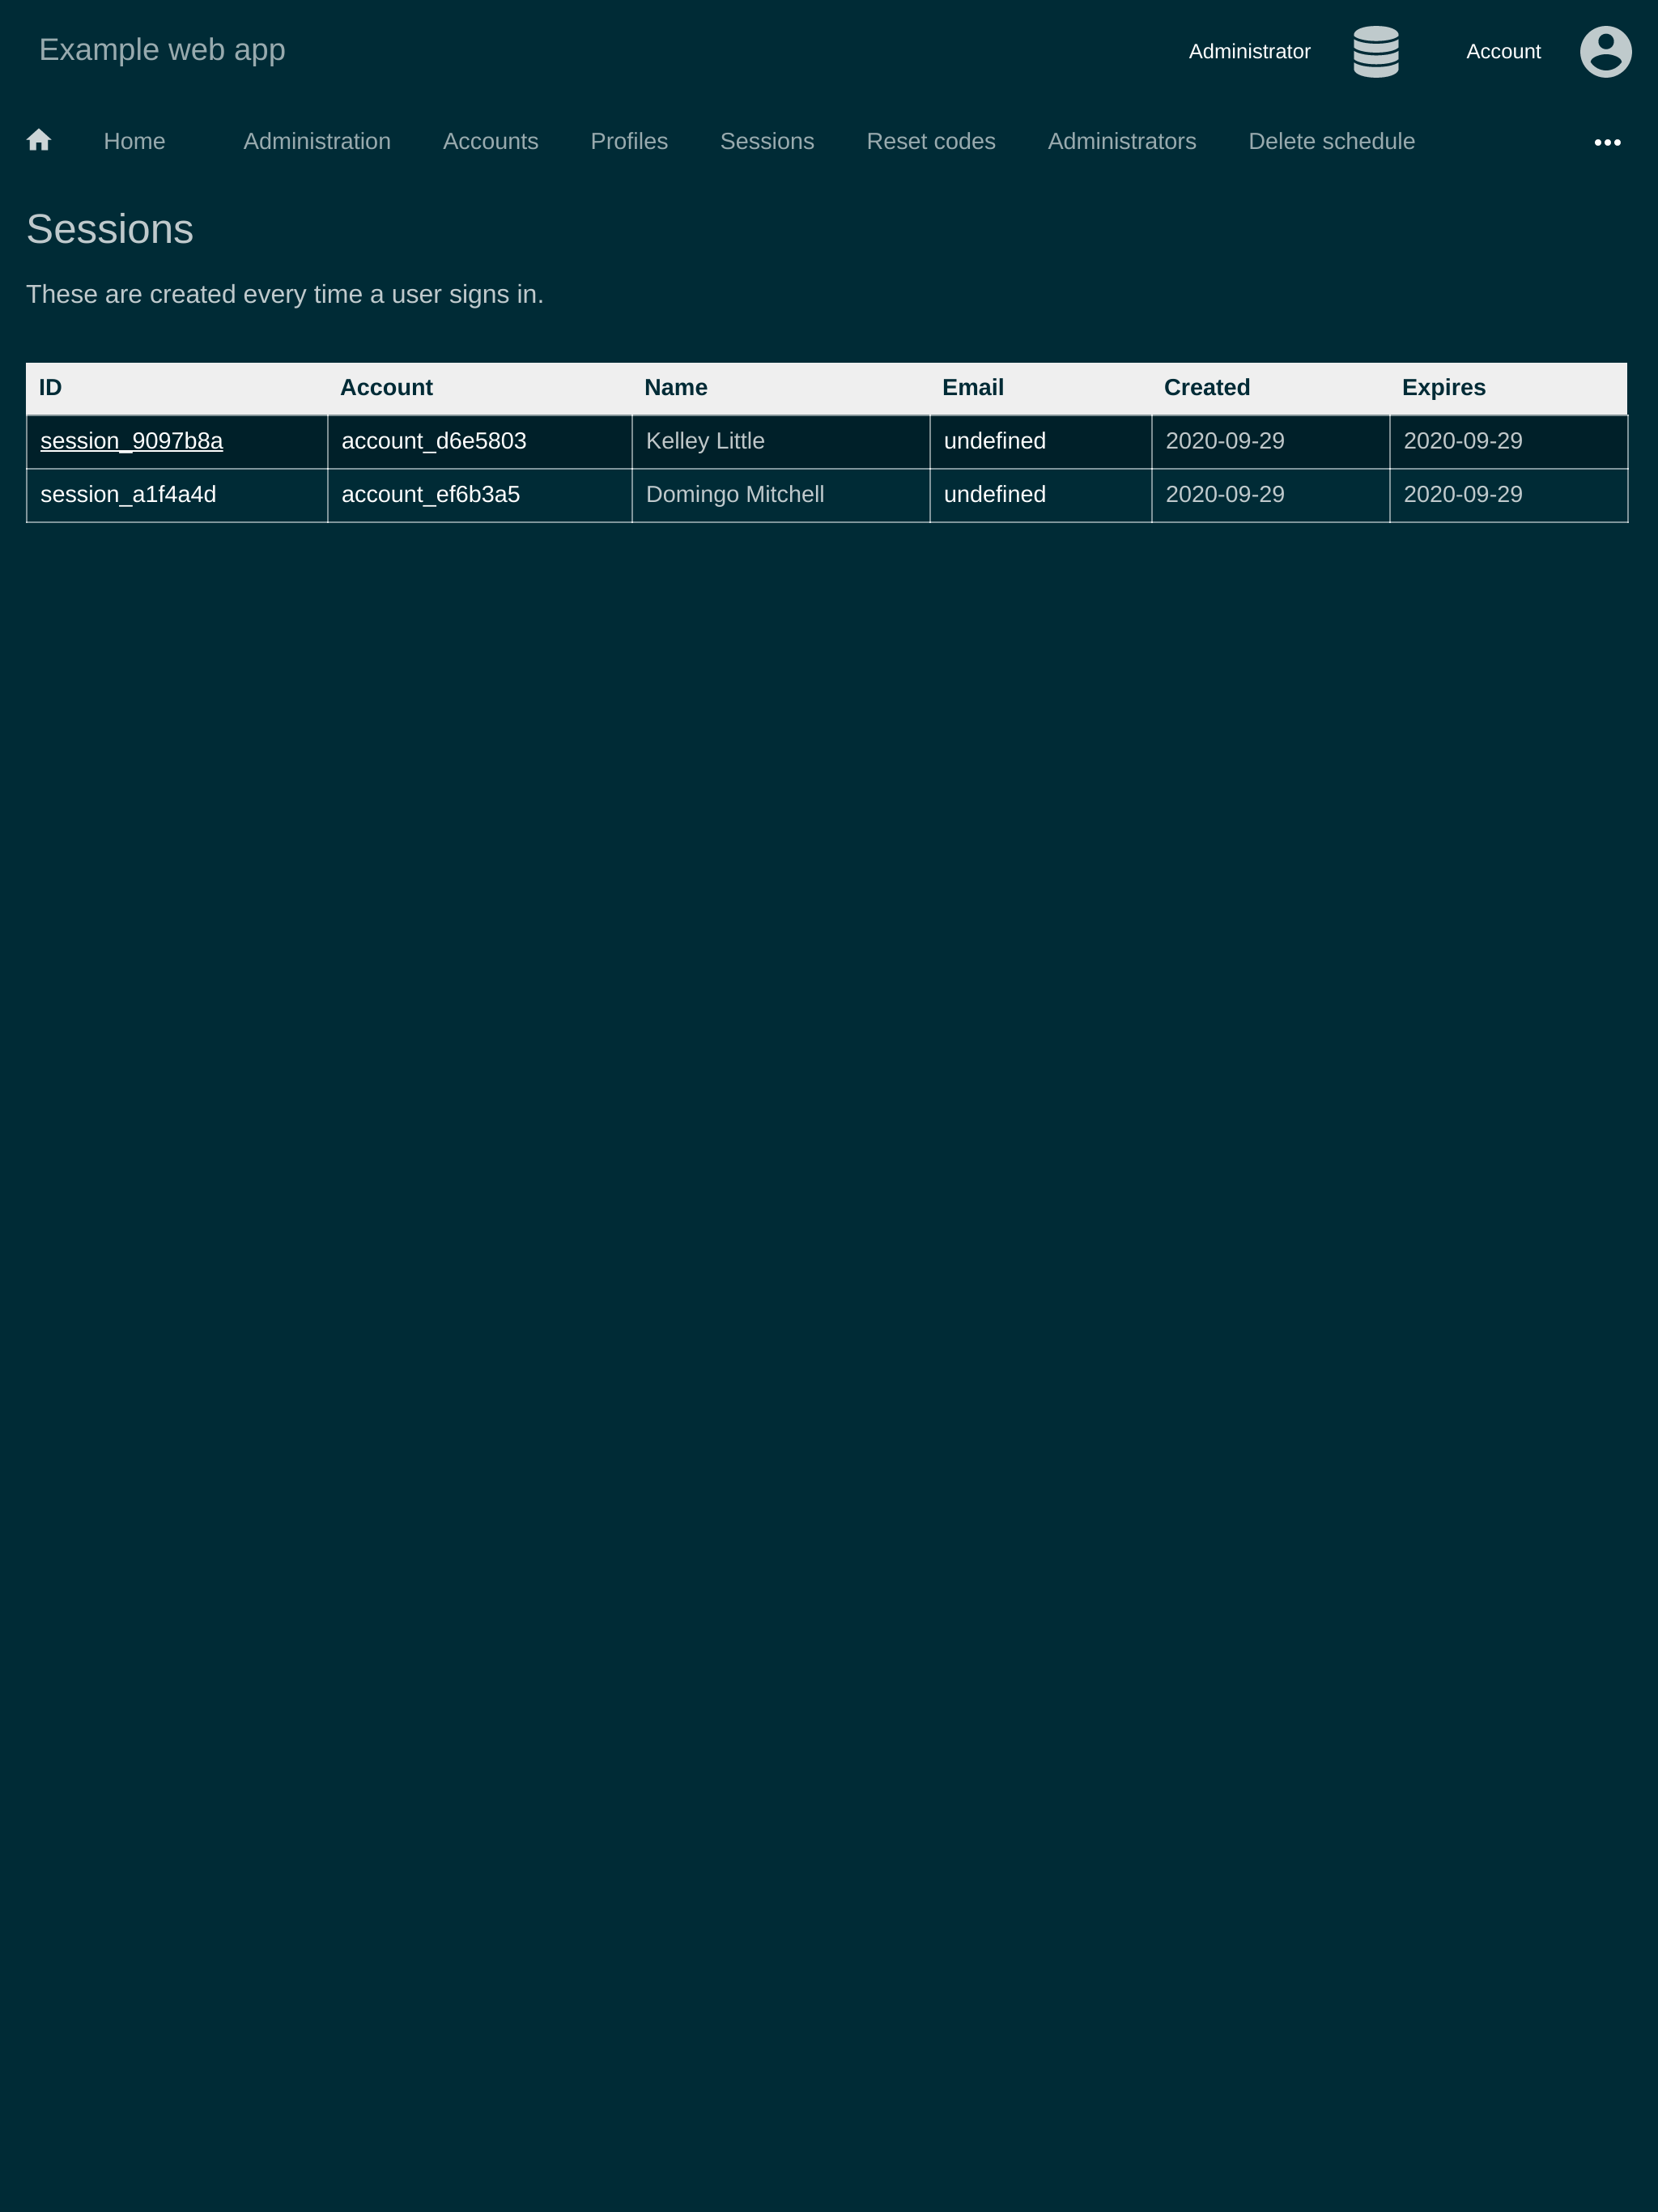 Example web app
Administrator Account
Home Administration Accounts Profiles Sessions Reset codes Administrators Delete schedule
Sessions
These are created every time a user signs in.
ID Account Name Email Created Expires
session_9097b8a account_d6e5803 Kelley Little undefined 2020-09-29 2020-09-29
session_a1f4a4d account_ef6b3a5 Domingo Mitchell undefined 2020-09-29 2020-09-29